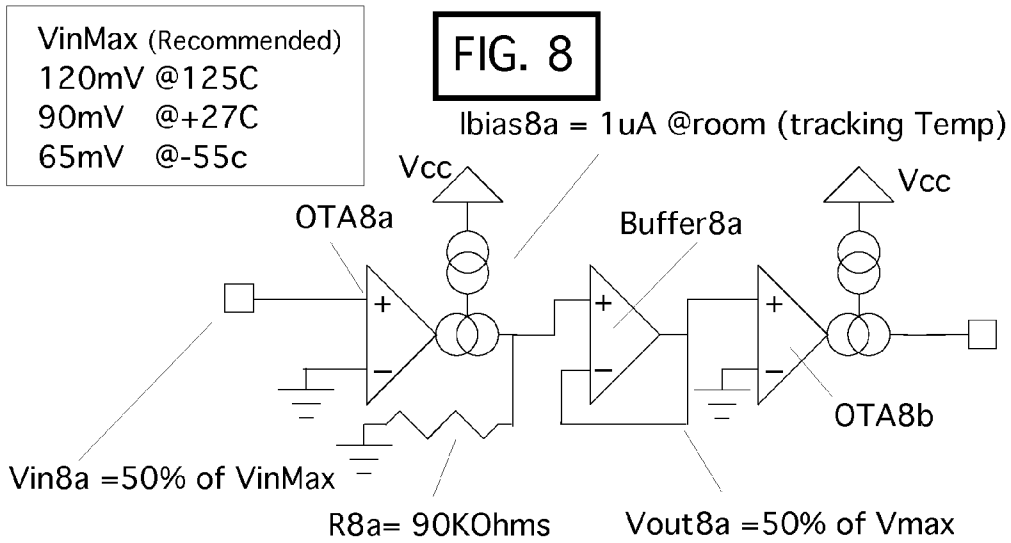 VinMax (Recommended)
120mV @125C
90mV @+27C
65mV @-55c
FIG. 8
Ibias8a = 1uA @room (tracking Temp)
Vcc
Vcc
OTA8a
Buffer8a
+
+
+
−
−
−
OTA8b
Vin8a =50% of VinMax
R8a= 90KOhms
Vout8a =50% of Vmax